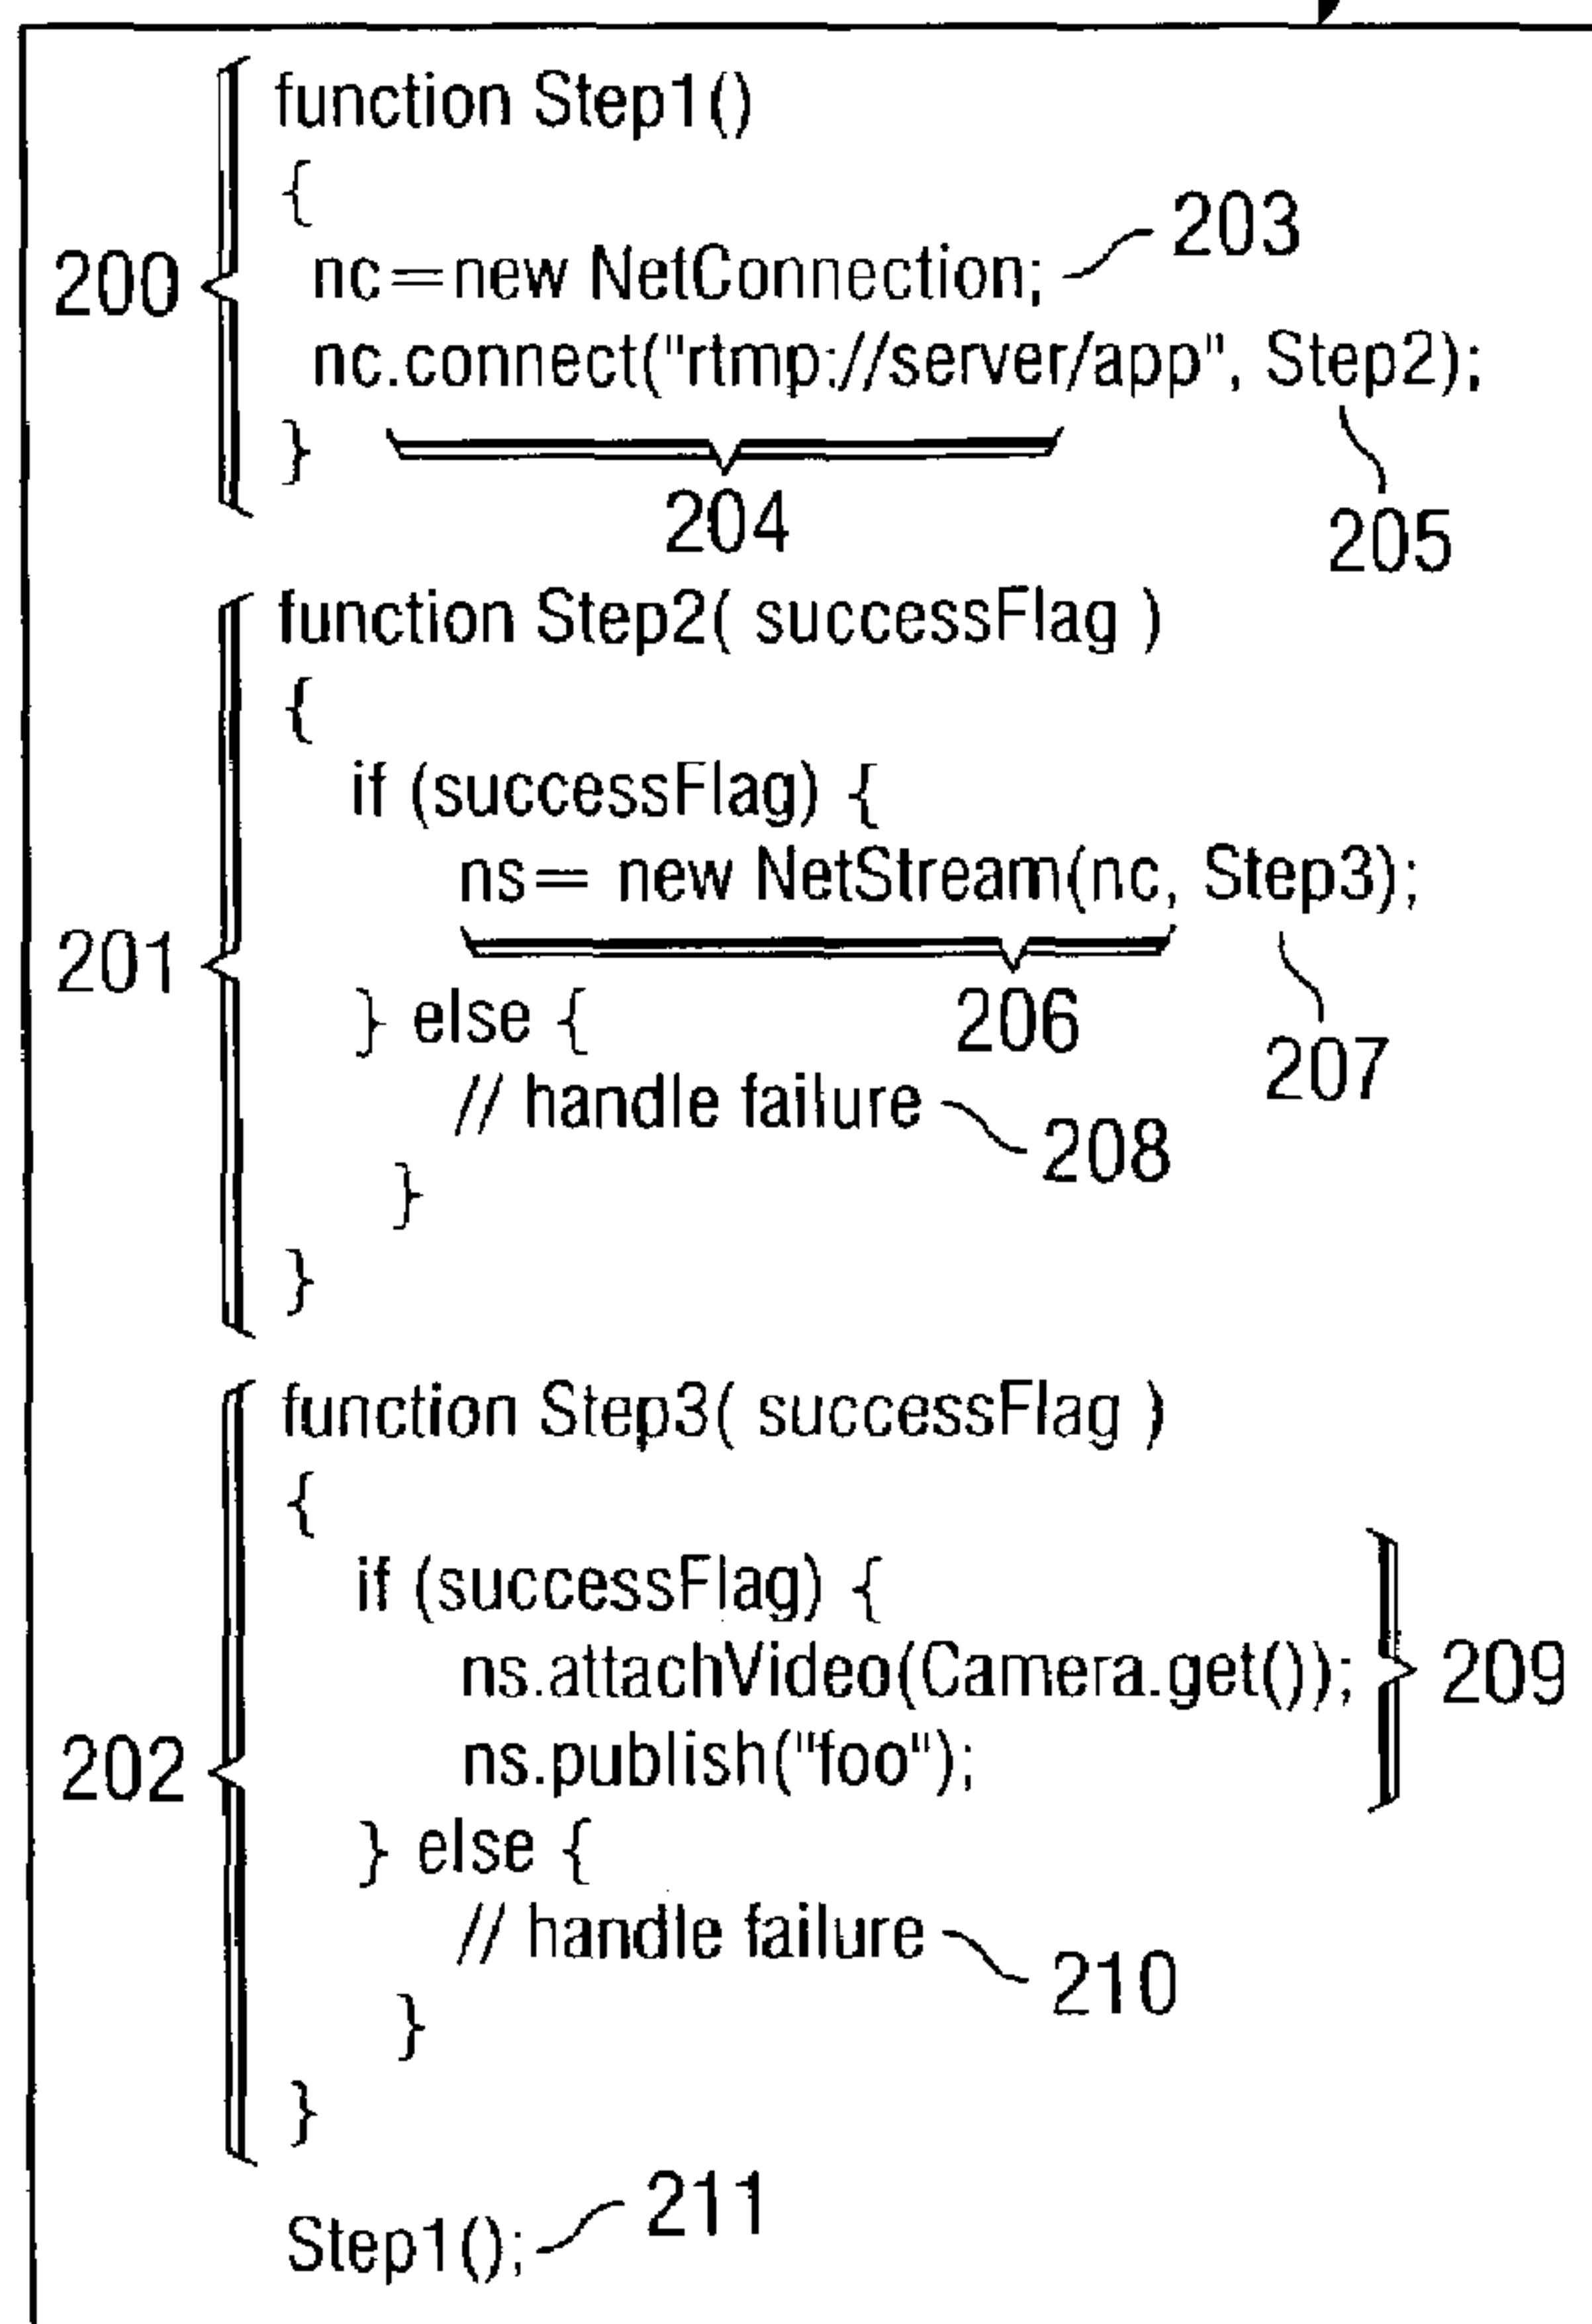 function Step1()
{
nc=new NetConnection; 203
200
nc.connect("rtmp://server/app", Step2);
}
204
205
function Step2( successFlag )
{
if (successFlag) {
ns= new NetStream(nc, Step3);
201
206
} else {
207
// handle failure 208
}
}
function Step3( successFlag )
{
if (successFlag) {
ns.attachVideo(Camera.get()); 209
202
ns.publish("foo");
} else {
// handle failure 210
}
}
Step1(); 211